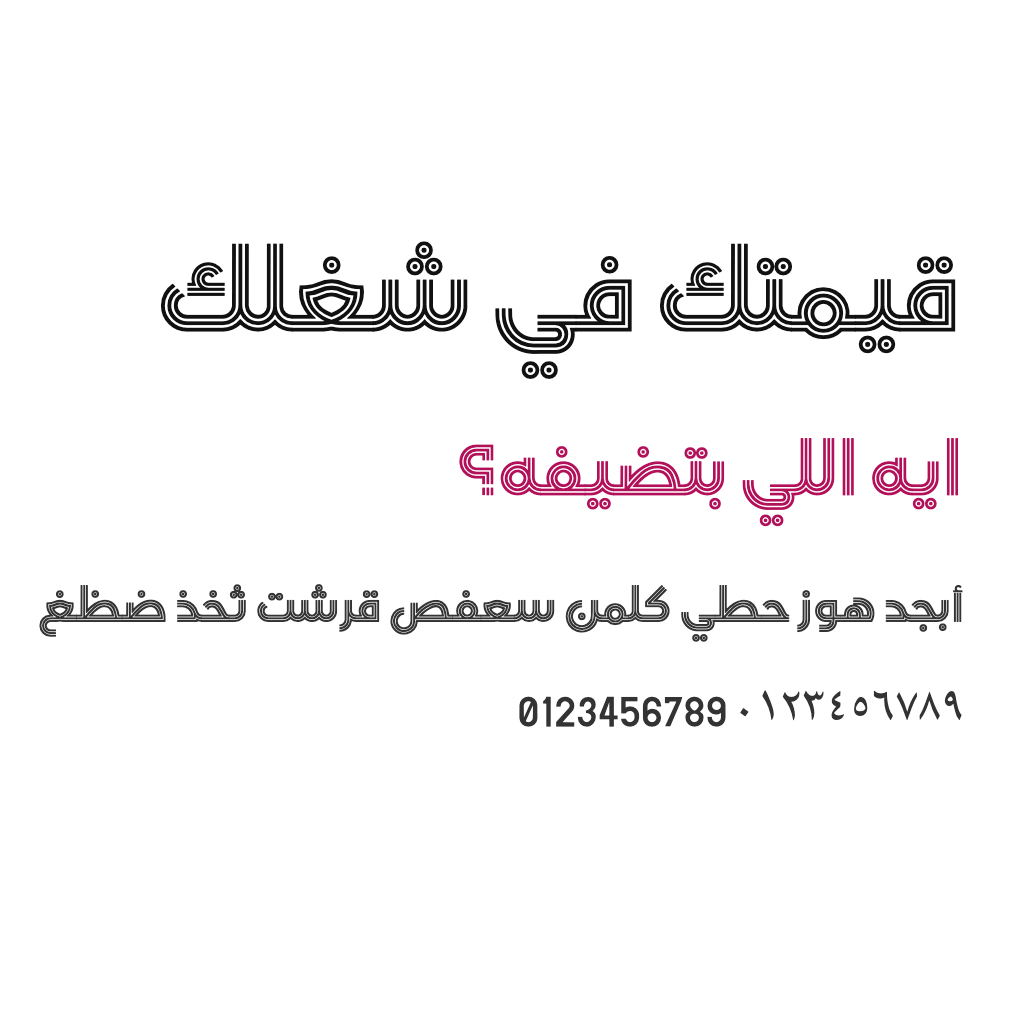 قيمتك في شغلك
ايه اللي بتضيفه؟
أبجد هوز حطي كلمن سعفص قرشت ثخذ ضظغ
٠١٢٣٤٥٦٧٨٩ 0123456789